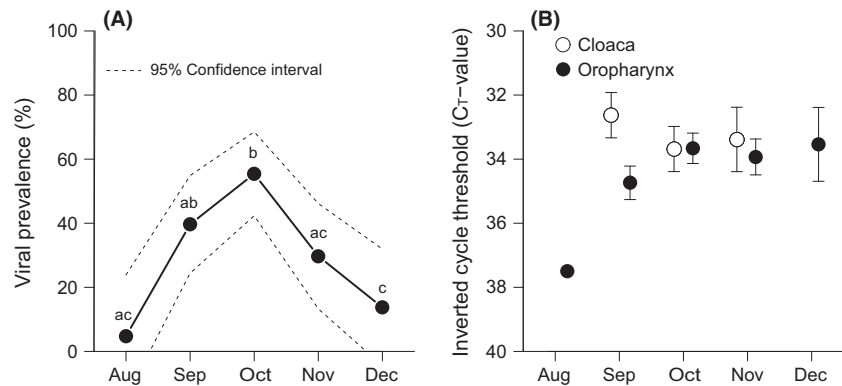 (A)
Viral prevalence (%)
100
80
60
40
20
0
95% Confidence interval
ac
ab
b
ac
c
Aug Sep Oct Nov Dec
(B)
Inverted cycle threshold (CT–value)
30
32
34
36
38
40
Cloaca
Oropharynx
Aug Sep Oct Nov Dec